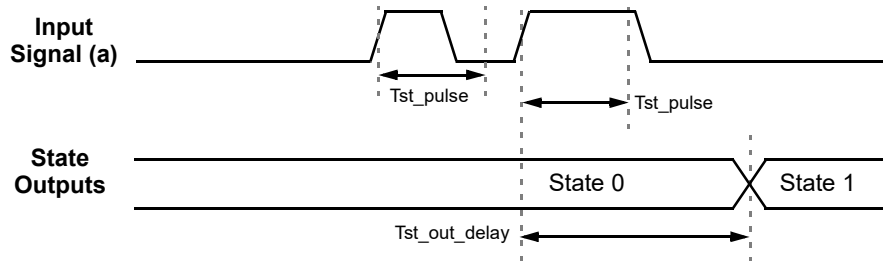 Input
Signal (a)
Tst_pulse
Tst_pulse
State
Outputs
State 0
State 1
Tst_out_delay